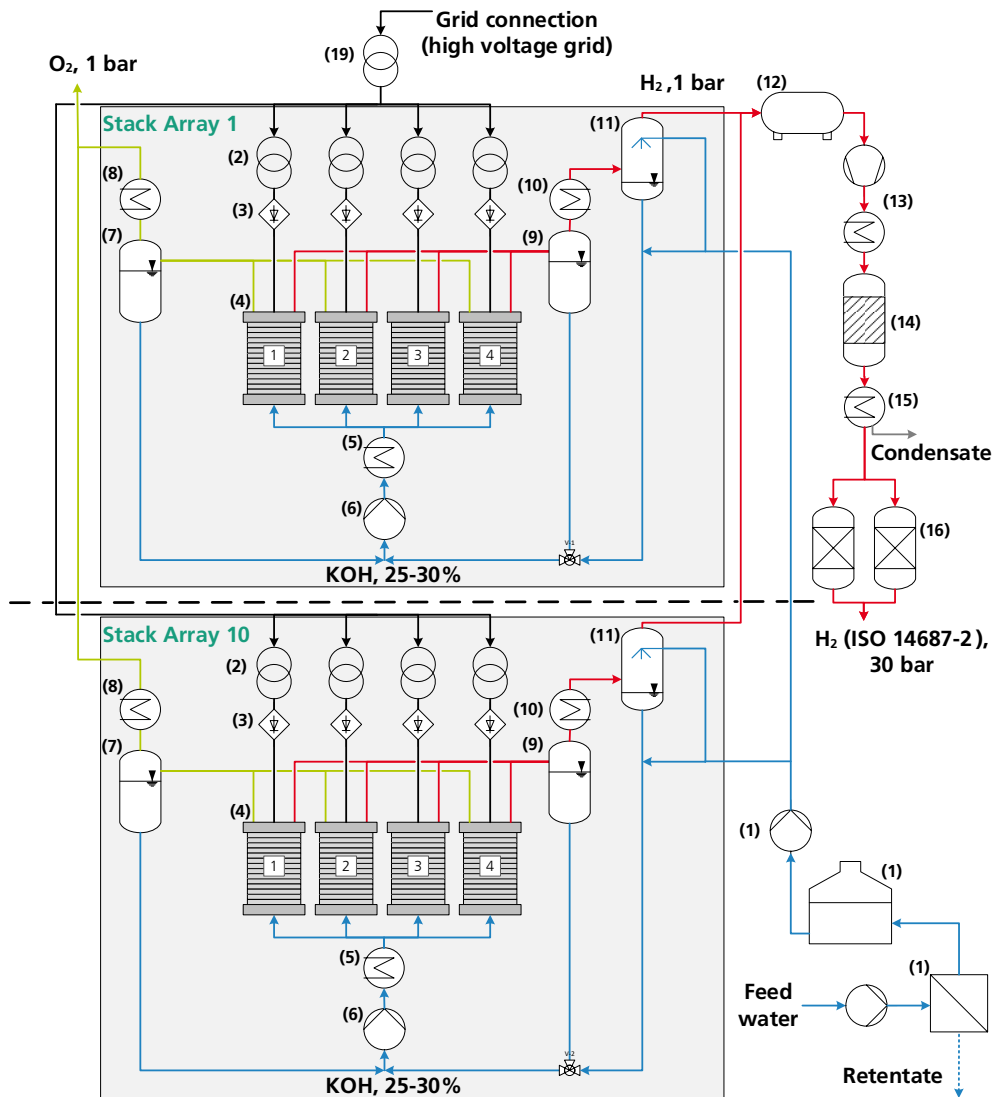 Grid connection
(high voltage grid)
(19)
O₂, 1 bar
H₂ ,1 bar
(12)
Stack Array 1
(11)
(2)
(8)
(10)
(13)
(3)
(7)
(9)
(4)
(14)
1
2
3
4
(15)
(5)
Condensate
(6)
(16)
V-1
KOH, 25-30%
H₂ (ISO 14687-2),
30 bar
Stack Array 10
(11)
(2)
(8)
(10)
(3)
(7)
(9)
(4)
(1)
1
2
3
4
(1)
(5)
(1)
Feed
water
(6)
V-2
Retentate
KOH, 25-30%